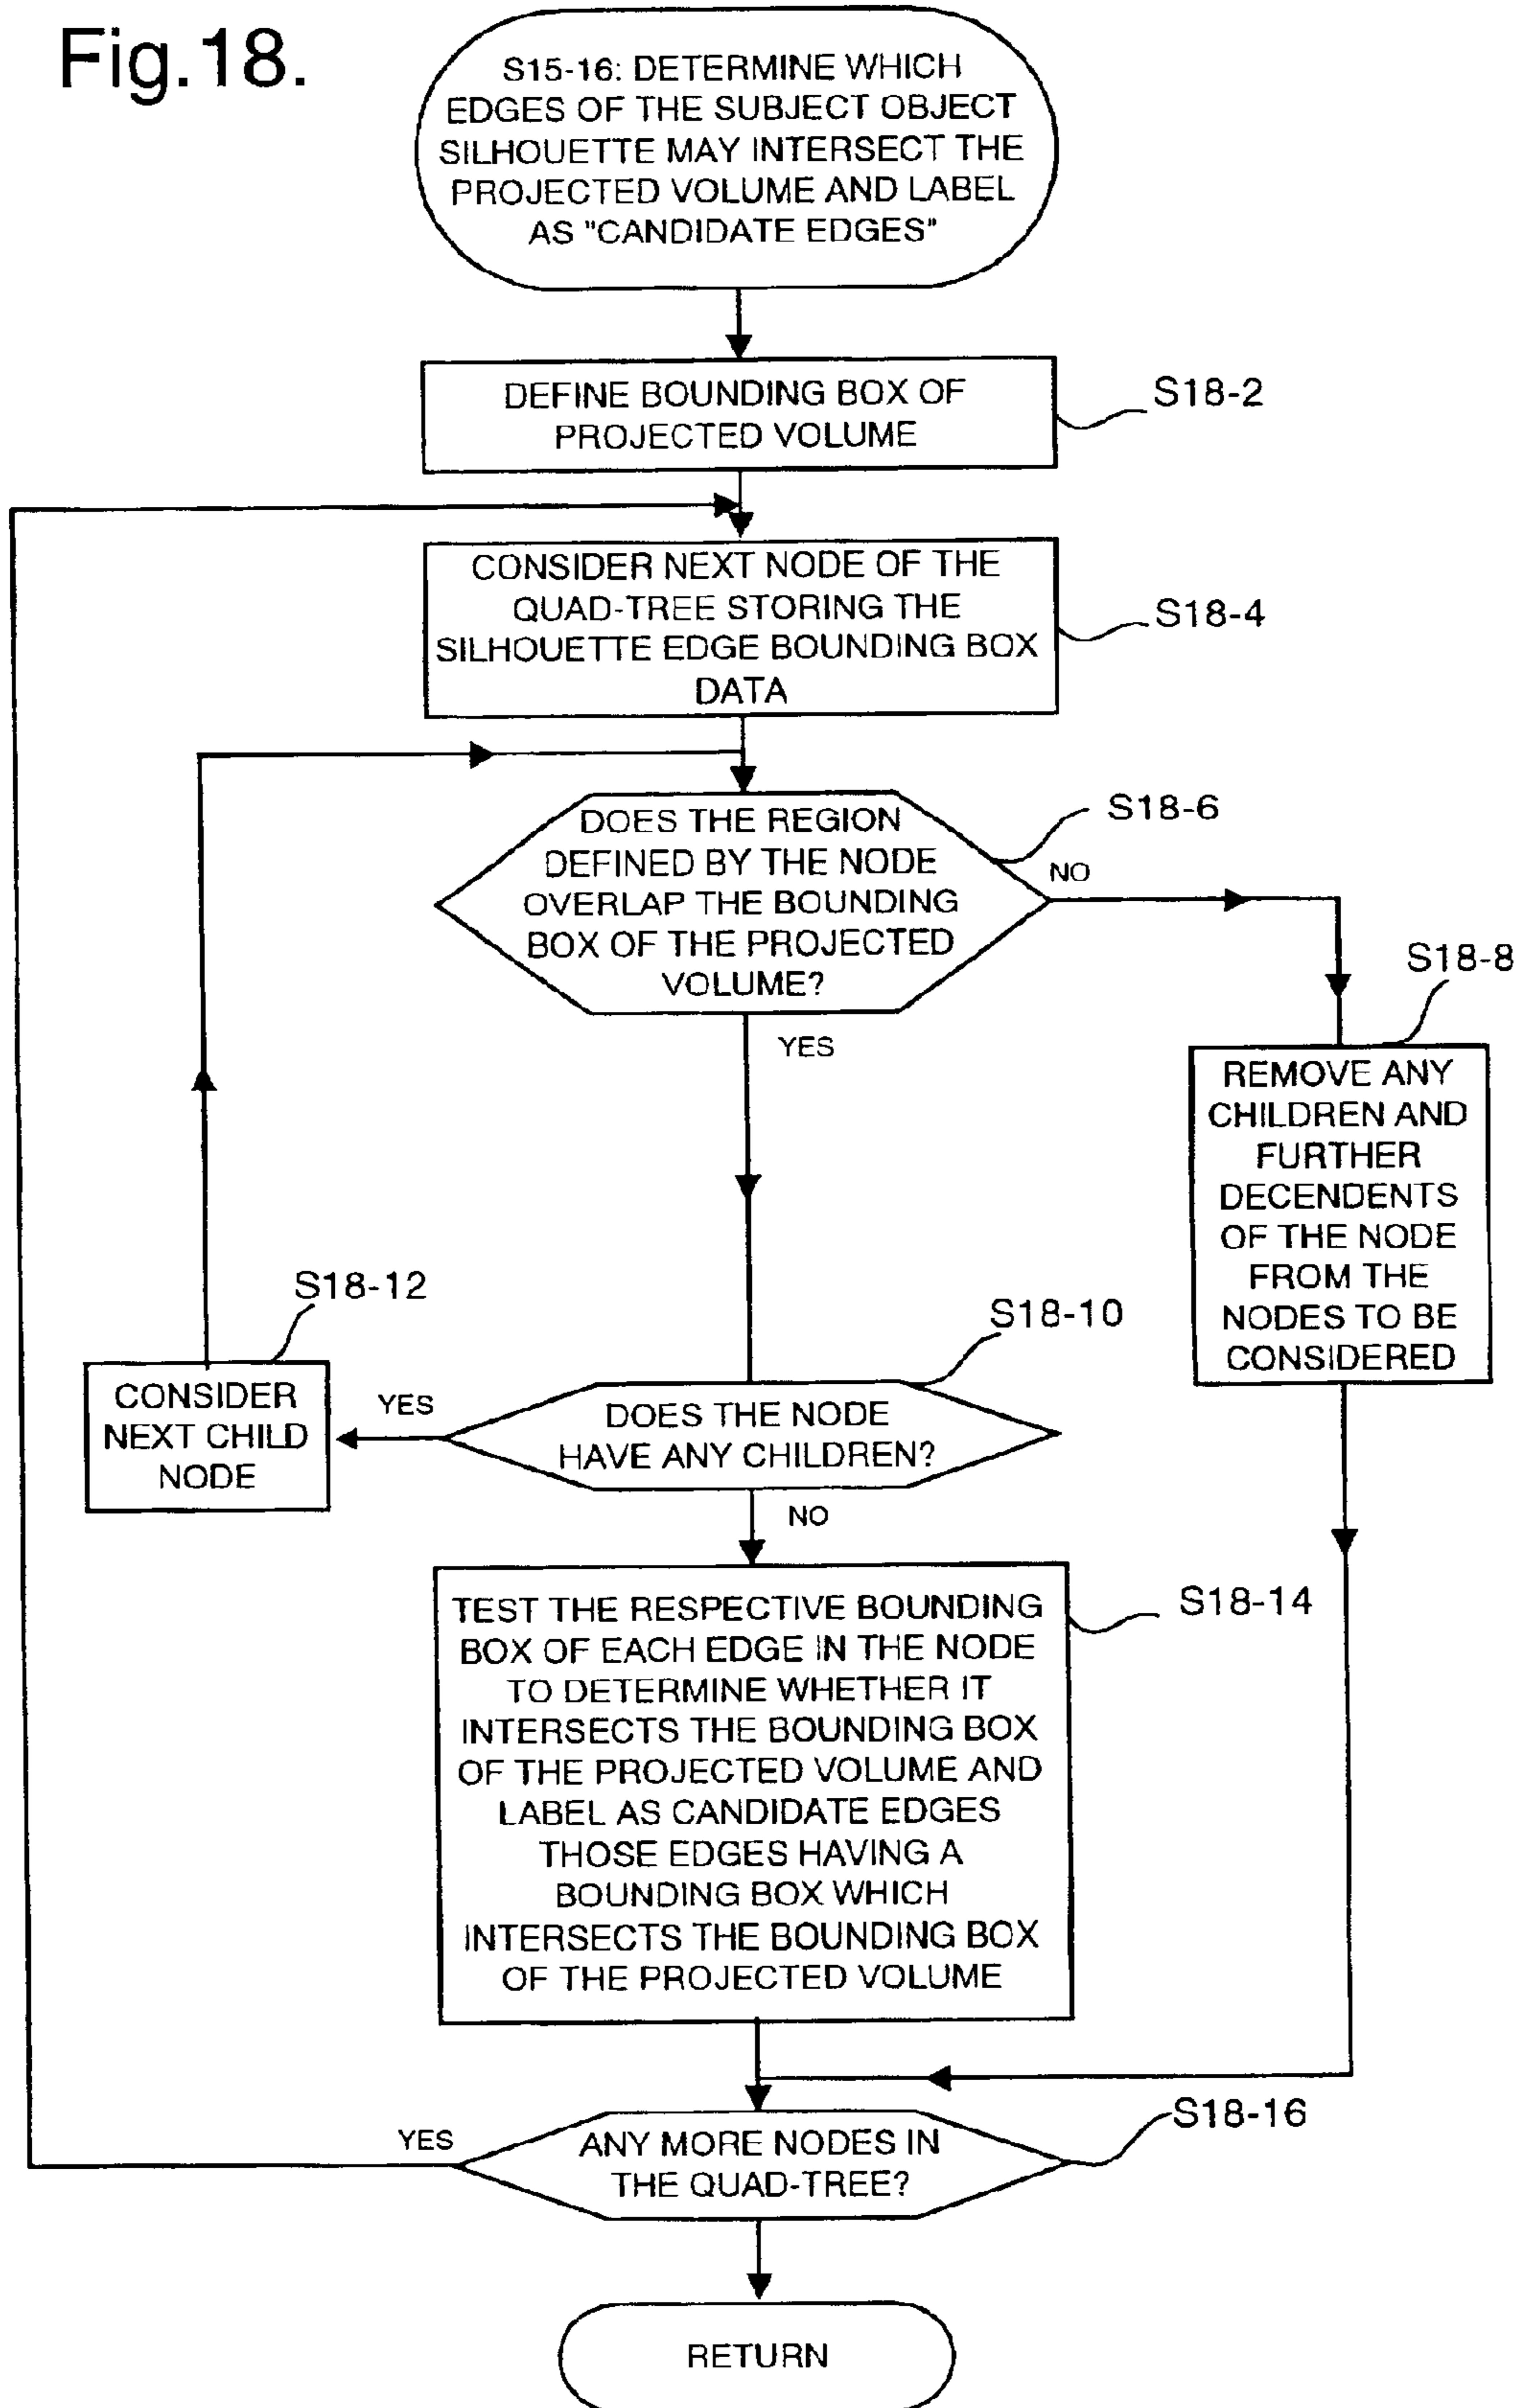 Fig.18.
S15-16: DETERMINE WHICH
EDGES OF THE SUBJECT OBJECT
SILHOUETTE MAY INTERSECT THE
PROJECTED VOLUME AND LABEL
AS "CANDIDATE EDGES"
DEFINE BOUNDING BOX OF
PROJECTED VOLUME
S18-2
CONSIDER NEXT NODE OF THE
QUAD-TREE STORING THE
SILHOUETTE EDGE BOUNDING BOX
DATA
S18-4
DOES THE REGION
DEFINED BY THE NODE
OVERLAP THE BOUNDING
BOX OF THE PROJECTED
VOLUME?
S18-6
NO
YES
S18-8
REMOVE ANY
CHILDREN AND
FURTHER
DECENDENTS
OF THE NODE
FROM THE
NODES TO BE
CONSIDERED
S18-12
CONSIDER
NEXT CHILD
NODE
YES
S18-10
DOES THE NODE
HAVE ANY CHILDREN?
NO
TEST THE RESPECTIVE BOUNDING
BOX OF EACH EDGE IN THE NODE
TO DETERMINE WHETHER IT
INTERSECTS THE BOUNDING BOX
OF THE PROJECTED VOLUME AND
LABEL AS CANDIDATE EDGES
THOSE EDGES HAVING A
BOUNDING BOX WHICH
INTERSECTS THE BOUNDING BOX
OF THE PROJECTED VOLUME
S18-14
S18-16
YES
ANY MORE NODES IN
THE QUAD-TREE?
RETURN